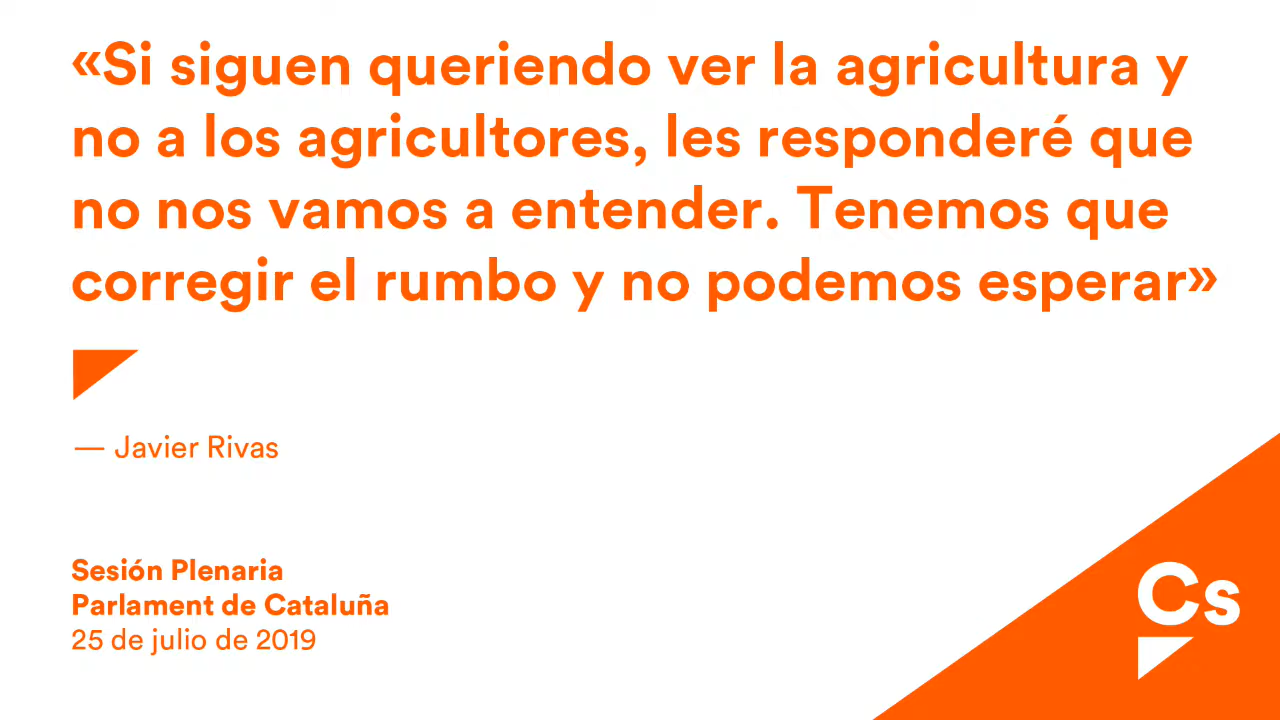 «Si siguen queriendo ver la agricultura y
no a los agricultores, les responderé que
no nos vamos a entender. Tenemos que
corregir el rumbo y no podemos esperar»
— Javier Rivas
Sesión Plenaria
Parlament de Cataluña
25 de julio de 2019
Cs